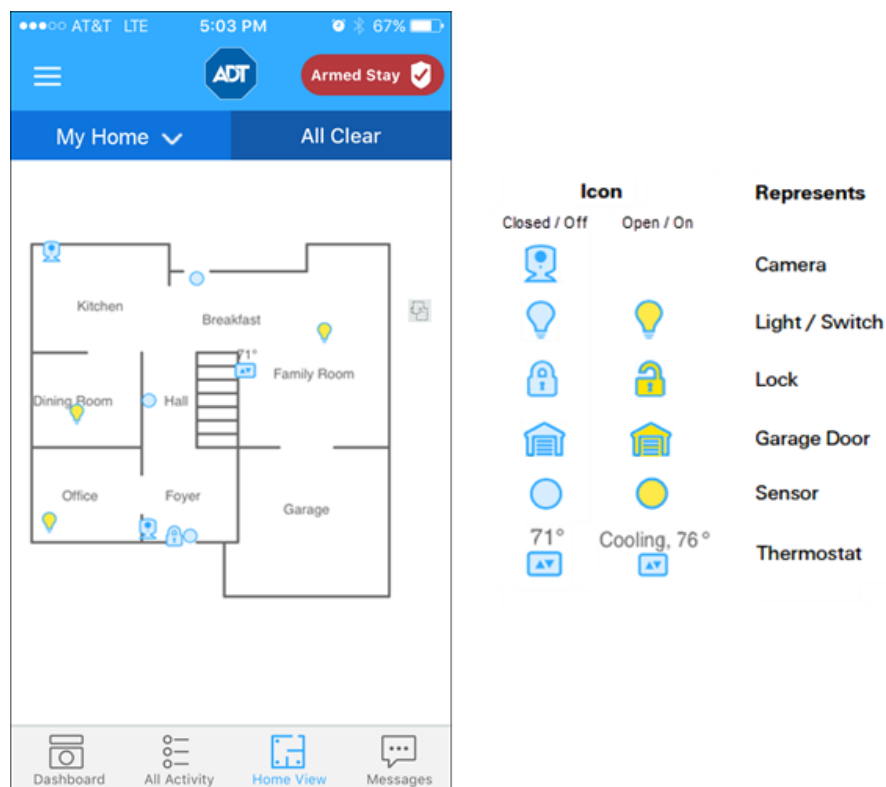 AT&T LTE 5:03 PM 67%
ADT
Armed Stay
My Home
All Clear
Kitchen
Breakfast
71°
Family Room
Dining Room
Hall
Office
Foyer
Garage
Dashboard
All Activity
Home View
Messages
Icon
Represents
Closed / Off
Open / On
Camera
Light / Switch
Lock
Garage Door
Sensor
71°
Cooling, 76°
Thermostat